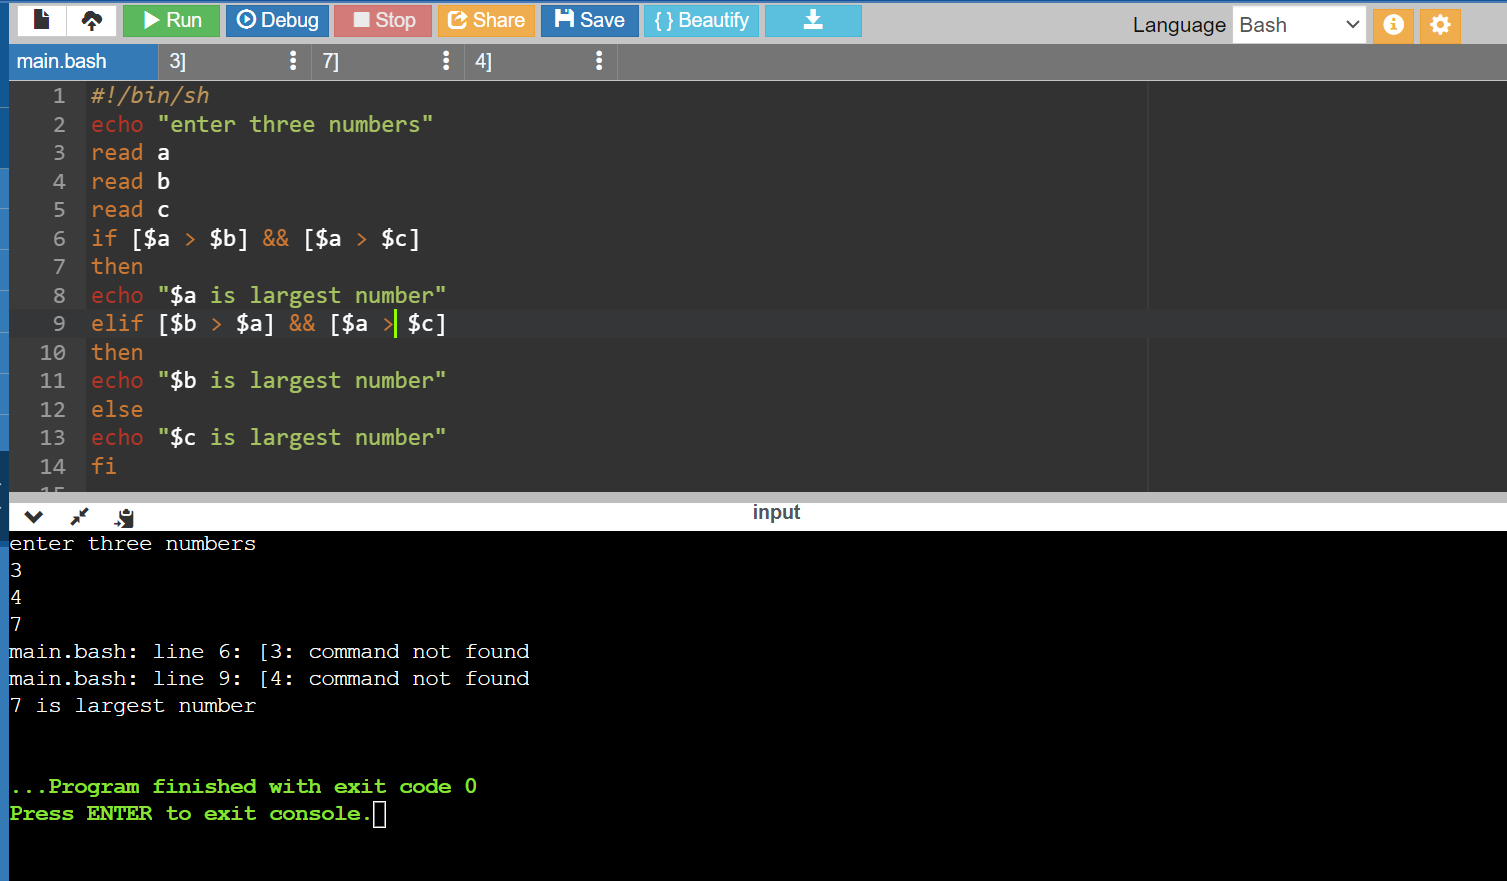 Run Debug Stop Share Save { } Beautify Language Bash
main.bash 3] 7] 4]
1 #!/bin/sh
2 echo "enter three numbers"
3 read a
4 read b
5 read c
6 if [$a > $b] && [$a > $c]
7 then
8 echo "$a is largest number"
9 elif [$b > $a] && [$a > $c]
10 then
11 echo "$b is largest number"
12 else
13 echo "$c is largest number"
14 fi
15
input
enter three numbers
3
4
7
main.bash: line 6: [3: command not found
main.bash: line 9: [4: command not found
7 is largest number
...Program finished with exit code 0
Press ENTER to exit console.